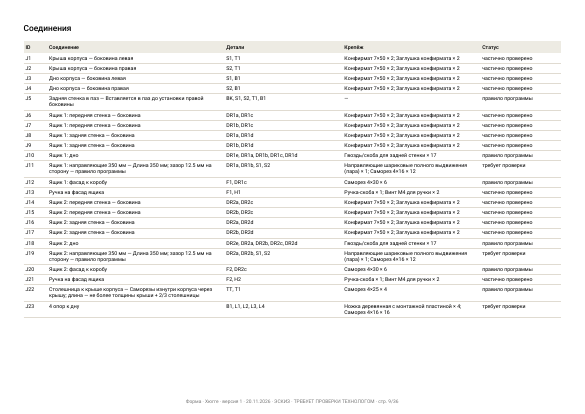 Соединения
ID Соединение Детали Крепёж Статус
J1 Крыша корпуса — боковина левая S1, T1 Конфирмат 7×50 × 2; Заглушка конфирмата × 2 частично проверено
J2 Крыша корпуса — боковина правая S2, T1 Конфирмат 7×50 × 2; Заглушка конфирмата × 2 частично проверено
J3 Дно корпуса — боковина левая S1, B1 Конфирмат 7×50 × 2; Заглушка конфирмата × 2 частично проверено
J4 Дно корпуса — боковина правая S2, B1 Конфирмат 7×50 × 2; Заглушка конфирмата × 2 частично проверено
J5 Задняя стенка в паз — Вставляется в паз до установки правой BK, S1, S2, T1, B1 — правило программы
боковины
J6 Ящик 1: передняя стенка — боковина DR1a, DR1c Конфирмат 7×50 × 2; Заглушка конфирмата × 2 частично проверено
J7 Ящик 1: передняя стенка — боковина DR1b, DR1c Конфирмат 7×50 × 2; Заглушка конфирмата × 2 частично проверено
J8 Ящик 1: задняя стенка — боковина DR1a, DR1d Конфирмат 7×50 × 2; Заглушка конфирмата × 2 частично проверено
J9 Ящик 1: задняя стенка — боковина DR1b, DR1d Конфирмат 7×50 × 2; Заглушка конфирмата × 2 частично проверено
J10 Ящик 1: дно DR1e, DR1a, DR1b, DR1c, DR1d Гвоздь/скоба для задней стенки × 17 правило программы
J11 Ящик 1: направляющие 350 мм — Длина 350 мм; зазор 12.5 мм на DR1a, DR1b, S1, S2 Направляющие шариковые полного выдвижения требует проверки
сторону — правило программы (пара) × 1; Саморез 4×16 × 12
J12 Ящик 1: фасад к коробу F1, DR1c Саморез 4×30 × 6 правило программы
J13 Ручка на фасад F1, H1 Ручка-скоба × 1; Винт M4 для ручки × 2 частично проверено
J14 Ящик 2: передняя стенка — боковина DR2a, DR2c Конфирмат 7×50 × 2; Заглушка конфирмата × 2 частично проверено
J15 Ящик 2: передняя стенка — боковина DR2b, DR2c Конфирмат 7×50 × 2; Заглушка конфирмата × 2 частично проверено
J16 Ящик 2: задняя стенка — боковина DR2a, DR2d Конфирмат 7×50 × 2; Заглушка конфирмата × 2 частично проверено
J17 Ящик 2: задняя стенка — боковина DR2b, DR2d Конфирмат 7×50 × 2; Заглушка конфирмата × 2 частично проверено
J18 Ящик 2: дно DR2e, DR2a, DR2b, DR2c, DR2d Гвоздь/скоба для задней стенки × 17 правило программы
J19 Ящик 2: направляющие 350 мм — Длина 350 мм; зазор 12.5 мм на DR2a, DR2b, S1, S2 Направляющие шариковые полного выдвижения требует проверки
сторону — правило программы (пара) × 1; Саморез 4×16 × 12
J20 Ящик 2: фасад к коробу F2, DR2c Саморез 4×30 × 6 правило программы
J21 Ручка на фасад F2, H2 Ручка-скоба × 1; Винт M4 для ручки × 2 частично проверено
J22 Столешница к крыше корпуса — Саморезы изнутри корпуса через TT, T1 Саморез 4×25 × 4 правило программы
крышу; длина — не более толщины крыши + 2/3 столешницы
J23 4 опор к дну B1, L1, L2, L3, L4 Ножка деревянная с монтажной пластиной × 4; требует проверки
Саморез 4×16 × 16